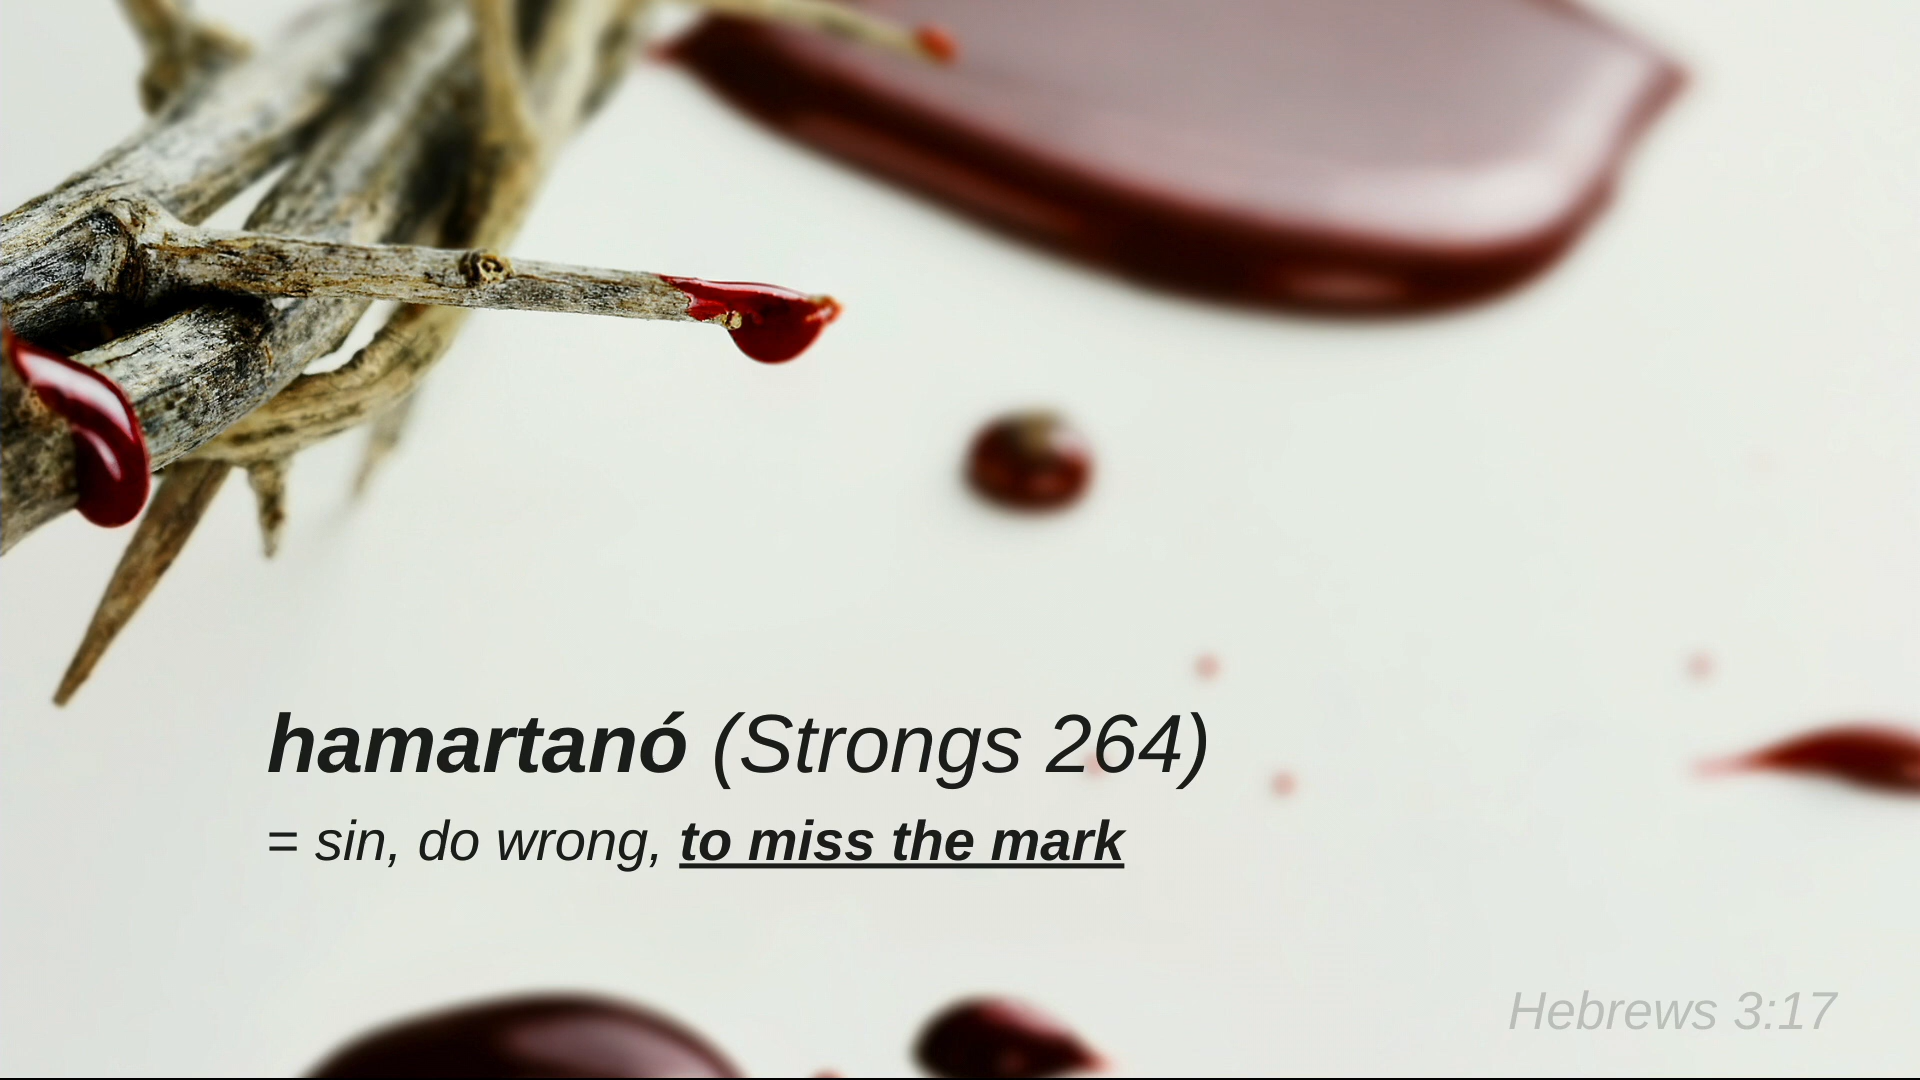 hamartanó (Strongs 264)
= sin, do wrong, to miss the mark
Hebrews 3:17